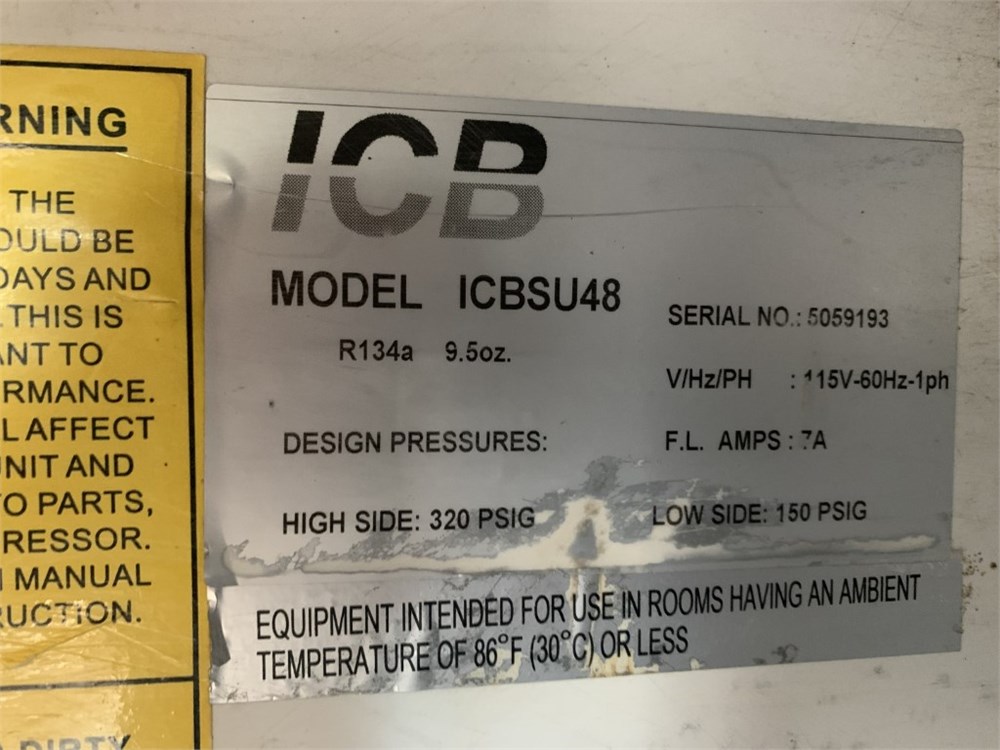 RNING
THE
OULD BE
DAYS AND
THIS IS
ANT TO
RMANCE.
L AFFECT
UNIT AND
TO PARTS,
RESSOR.
MANUAL
RUCTION.
DIRTY
ICB
MODEL ICBSU48
R134a 9.5oz.
SERIAL NO.: 5059193
V/Hz/PH : 115V-60Hz-1ph
DESIGN PRESSURES:
F.L. AMPS : 7A
HIGH SIDE: 320 PSIG
LOW SIDE: 150 PSIG
EQUIPMENT INTENDED FOR USE IN ROOMS HAVING AN AMBIENT
TEMPERATURE OF 86°F (30°C) OR LESS